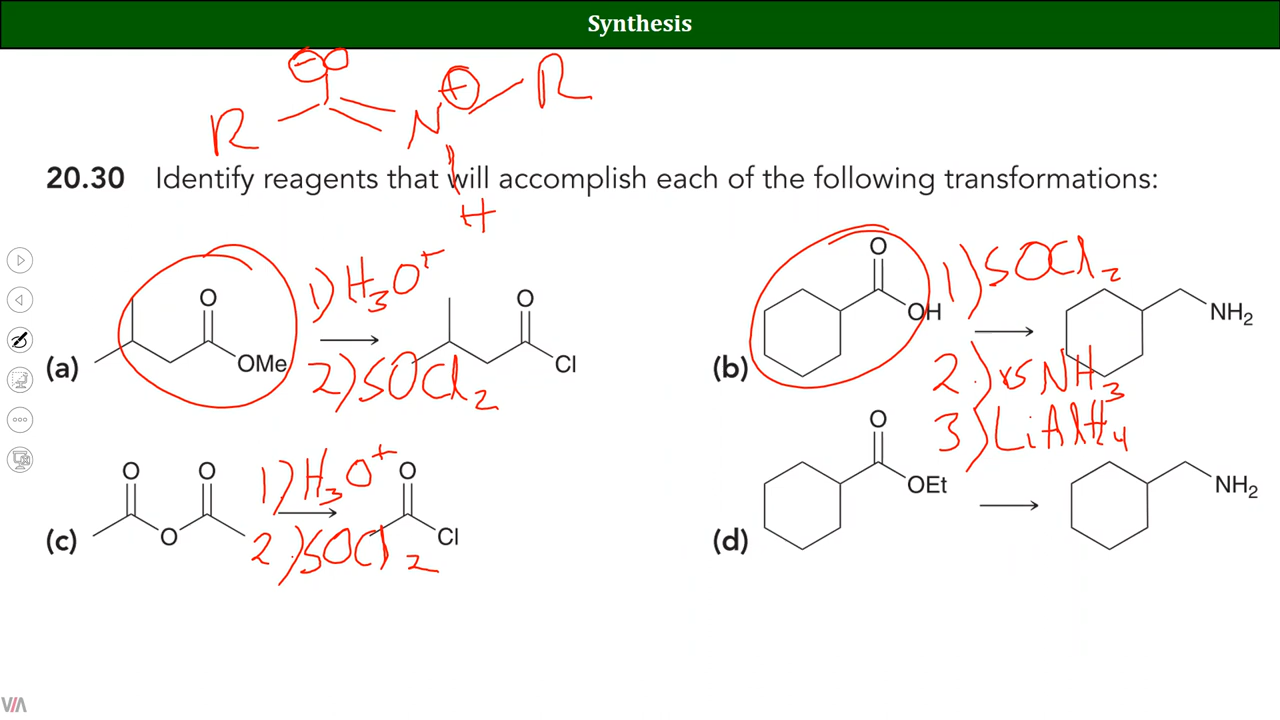 Synthesis
⊖O
R N⊕ R
H
20.30 Identify reagents that will accomplish each of the following transformations:
(a) O OMe 1) H3O+ 2) SOCl2 O Cl
(b) O OH 1) SOCl2 2.) xs NH3 3) LiAlH4 NH2
(c) O O O 1) H3O+ 2.) SOCl2 O Cl
(d) O OEt NH2
VIA